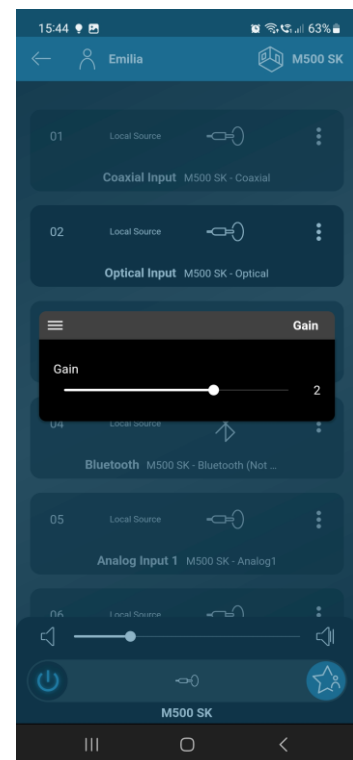 15:44 63%
Emilia M500 SK
01 Local Source
Coaxial Input M500 SK - Coaxial
02 Local Source
Optical Input M500 SK - Optical
Gain
Gain
2
04 Local Source
Bluetooth M500 SK - Bluetooth (Not ...
05 Local Source
Analog Input 1 M500 SK - Analog1
06 Local Source
M500 SK